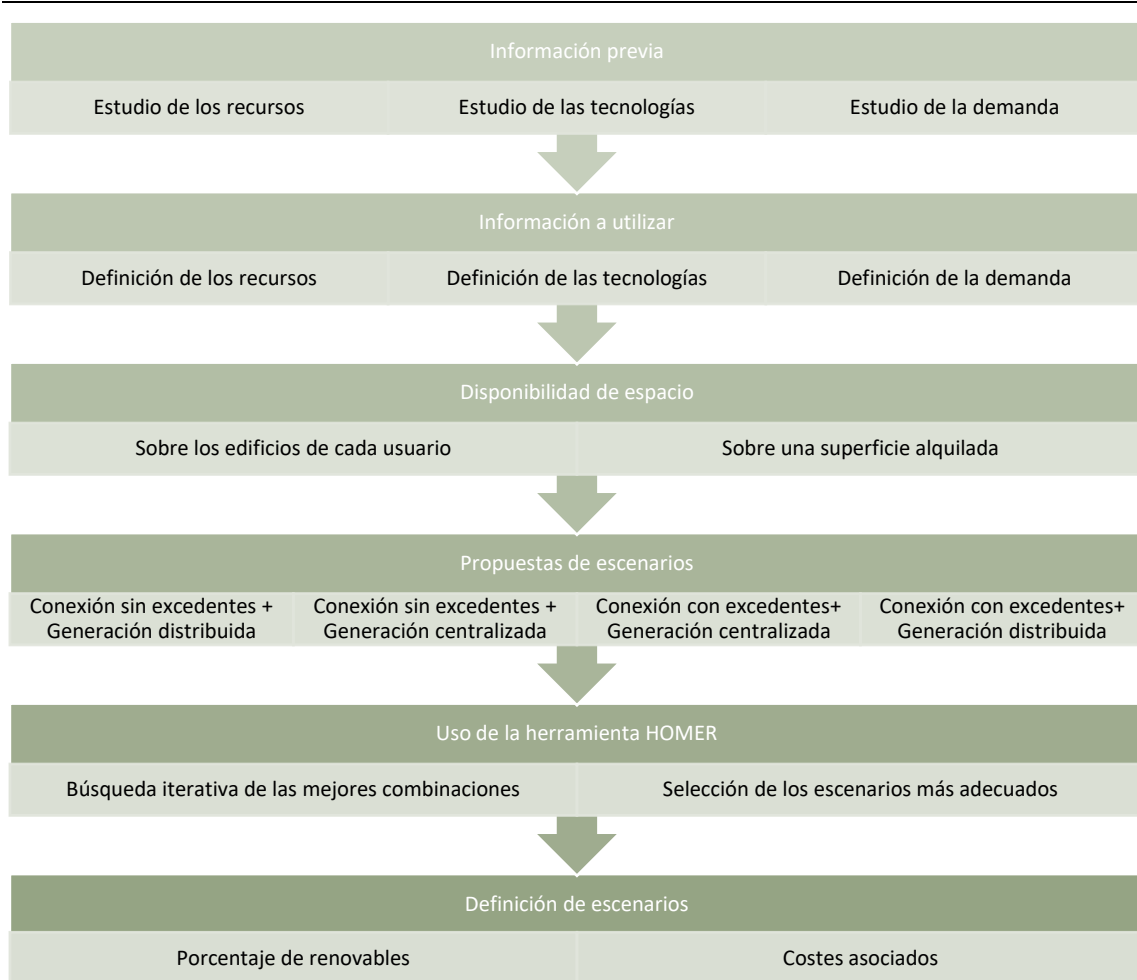 Información previa
Estudio de los recursos
Estudio de las tecnologías
Estudio de la demanda
Información a utilizar
Definición de los recursos
Definición de las tecnologías
Definición de la demanda
Disponibilidad de espacio
Sobre los edificios de cada usuario
Sobre una superficie alquilada
Propuestas de escenarios
Conexión sin excedentes +
Generación distribuida
Conexión sin excedentes +
Generación centralizada
Conexión con excedentes+
Generación centralizada
Conexión con excedentes+
Generación distribuida
Uso de la herramienta HOMER
Búsqueda iterativa de las mejores combinaciones
Selección de los escenarios más adecuados
Definición de escenarios
Porcentaje de renovables
Costes asociados